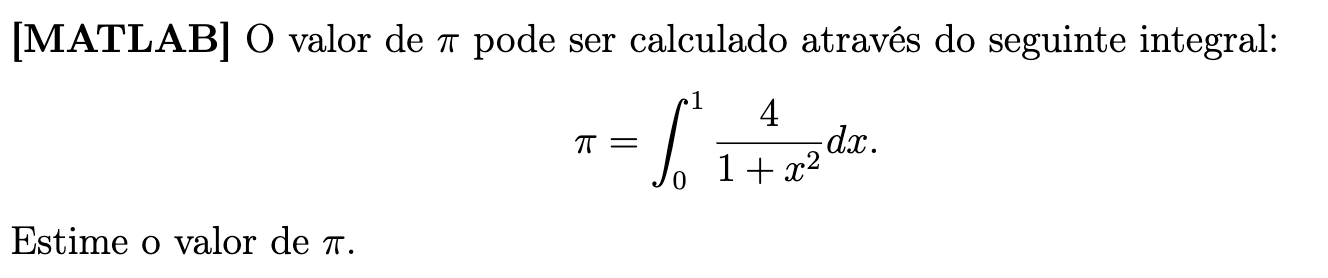 [MATLAB] O valor de π pode ser calculado através do seguinte integral:
π = ∫₀¹ 4/(1 + x²) dx.
Estime o valor de π.